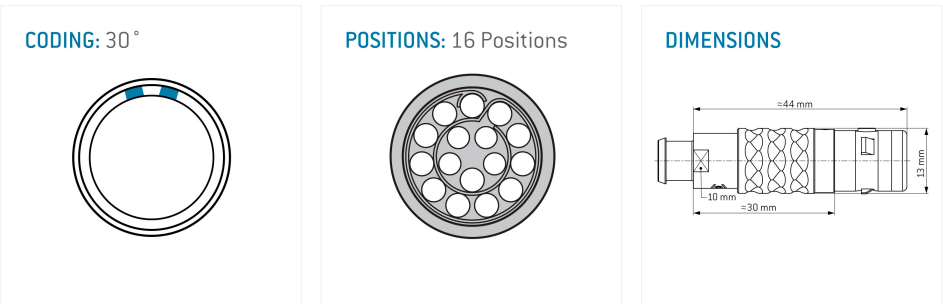 CODING: 30°
POSITIONS: 16 Positions
DIMENSIONS
≈44 mm
13 mm
10 mm
≈30 mm